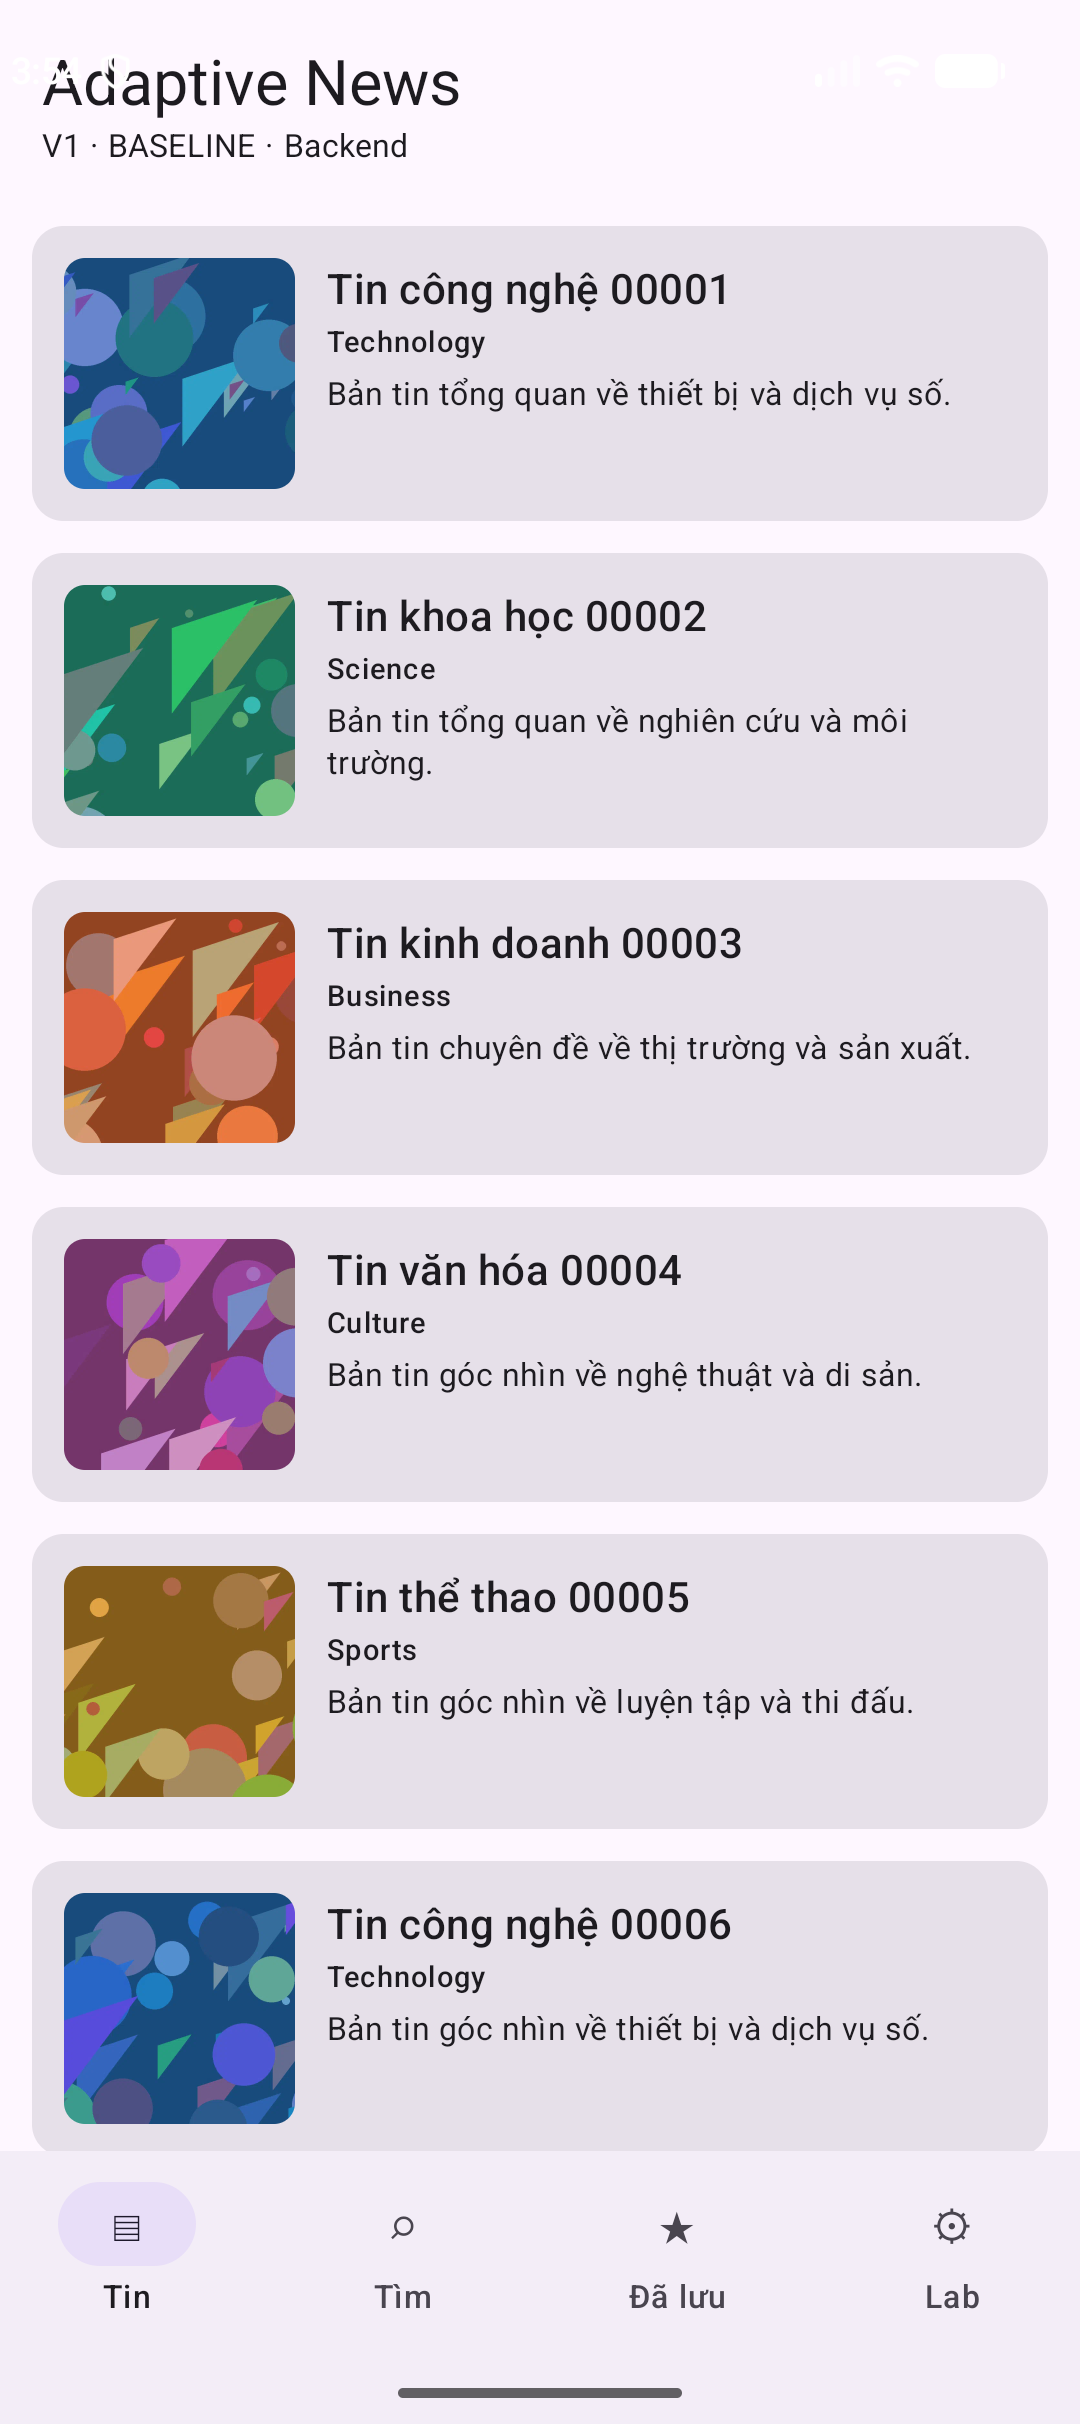 Adaptive News
V1 · BASELINE · Backend
Tin công nghệ 00001
Technology
Bản tin tổng quan về thiết bị và dịch vụ số.
Tin khoa học 00002
Science
Bản tin tổng quan về nghiên cứu và môi
trường.
Tin kinh doanh 00003
Business
Bản tin chuyên đề về thị trường và sản xuất.
Tin văn hóa 00004
Culture
Bản tin góc nhìn về nghệ thuật và di sản.
Tin thể thao 00005
Sports
Bản tin góc nhìn về luyện tập và thi đấu.
Tin công nghệ 00006
Technology
Bản tin góc nhìn về thiết bị và dịch vụ số.
Tin
Tìm
Đã lưu
Lab